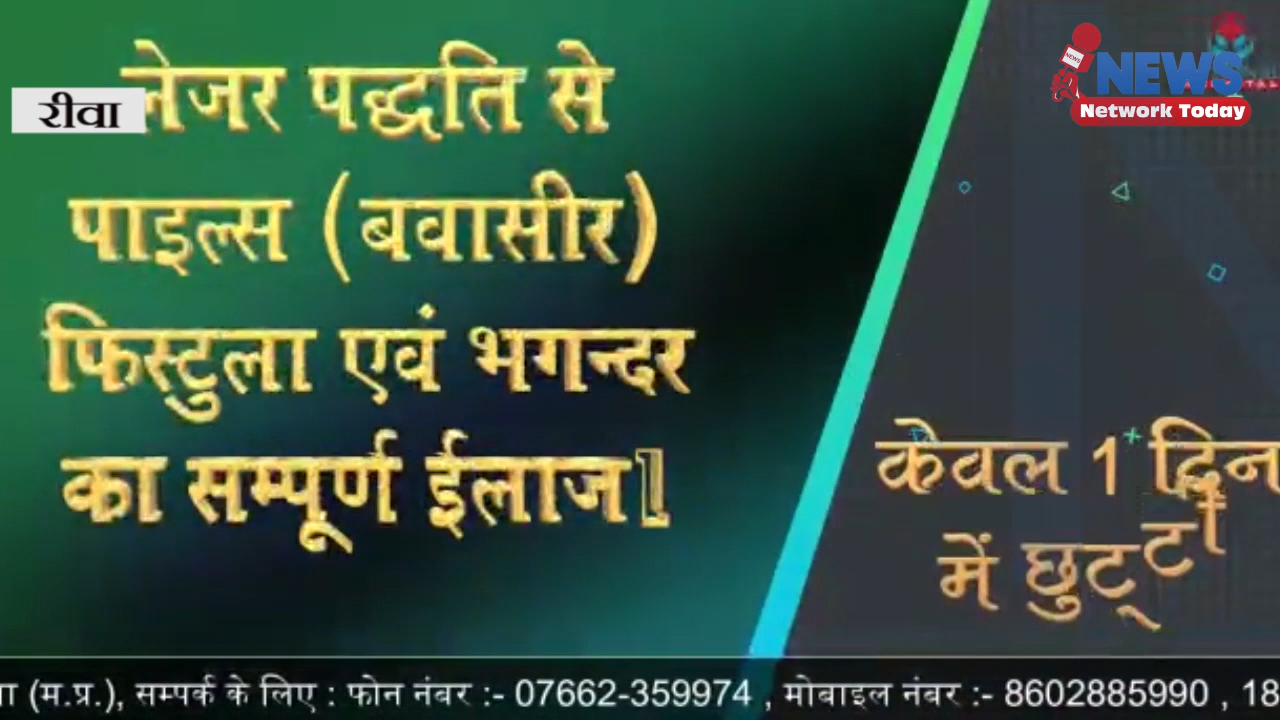 रीवा
लेजर पद्धति से
पाइल्स (बवासीर)
फिस्टुला एवं भगन्दर
का सम्पूर्ण ईलाज
NEWS
Network Today
केवल 1 दिन
में छुट्टी
(म.प्र.), सम्पर्क के लिए : फोन नंबर :- 07662-359974 , मोबाइल नंबर :- 8602885990 , 18